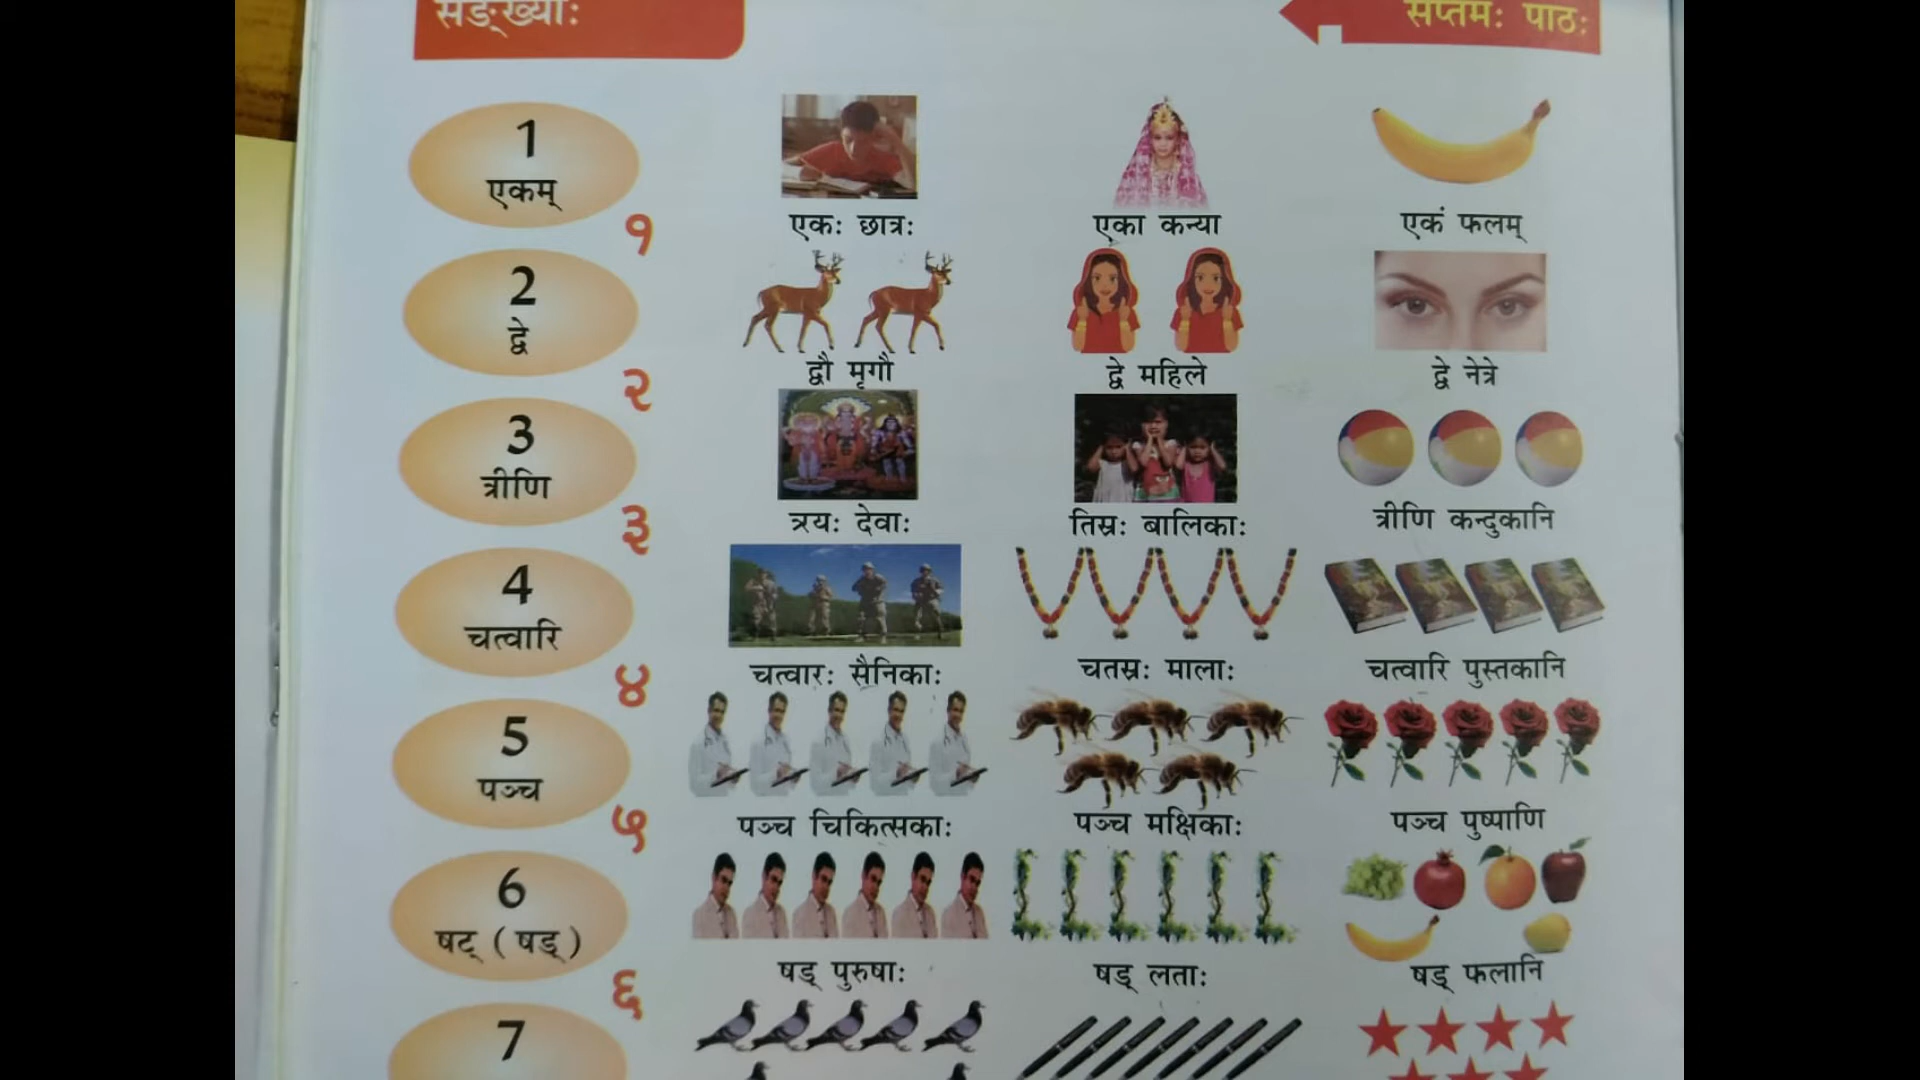 सङ्ख्याः
सप्तमः पाठः
1
एकम्
१
एकः छात्रः
एका कन्या
एकं फलम्
2
द्वे
२
द्वौ मृगौ
द्वे महिले
द्वे नेत्रे
3
त्रीणि
३
त्रयः देवाः
तिस्रः बालिकाः
त्रीणि कन्दुकानि
4
चत्वारि
४
चत्वारः सैनिकाः
चतस्रः मालाः
चत्वारि पुस्तकानि
5
पञ्च
५
पञ्च चिकित्सकाः
पञ्च मक्षिकाः
पञ्च पुष्पाणि
6
षट् ( षड् )
६
षड् पुरुषाः
षड् लताः
षड् फलानि
7